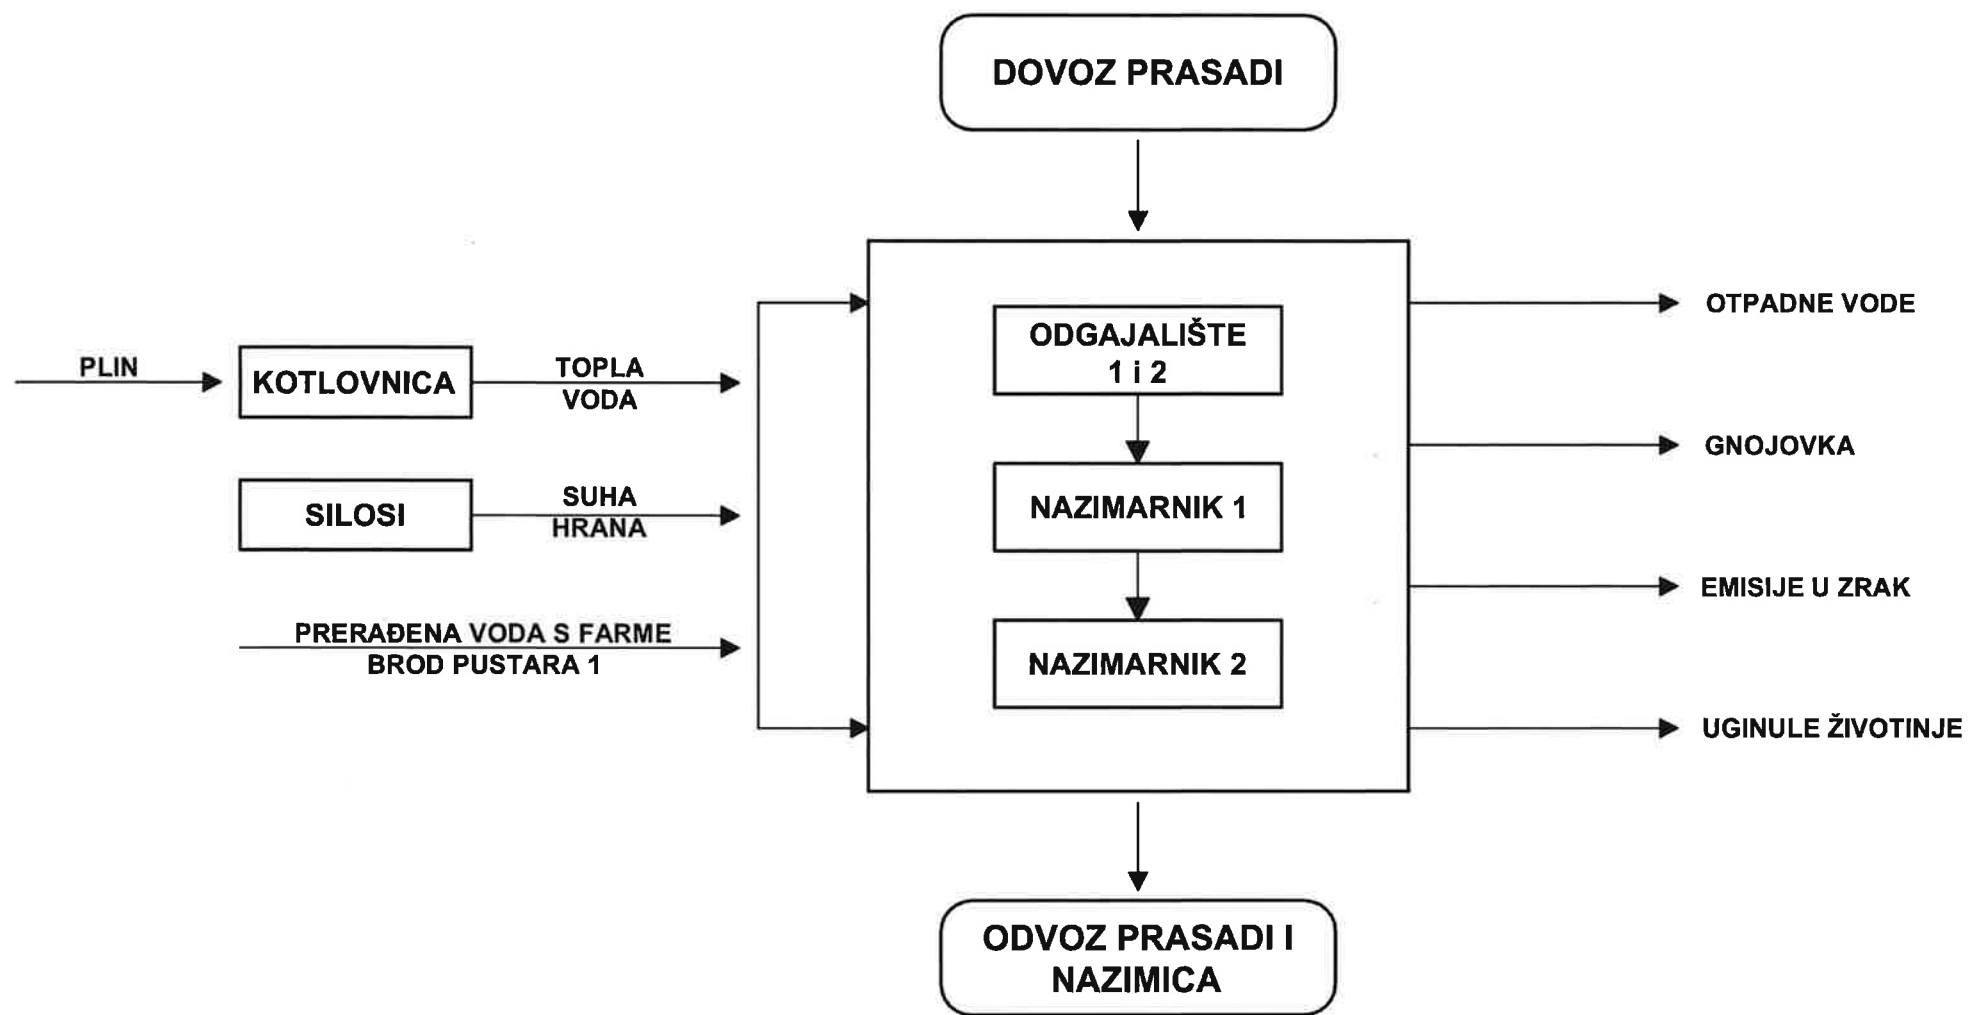 DOVOZ PRASADI
PLIN
KOTLOVNICA
TOPLA
VODA
SILOSI
SUHA
HRANA
PRERAĐENA VODA S FARME
BROD PUSTARA 1
ODGAJALIŠTE
1 i 2
NAZIMARNIK 1
NAZIMARNIK 2
OTPADNE VODE
GNOJOVKA
EMISIJE U ZRAK
UGINULE ŽIVOTINJE
ODVOZ PRASADI I
NAZIMICA